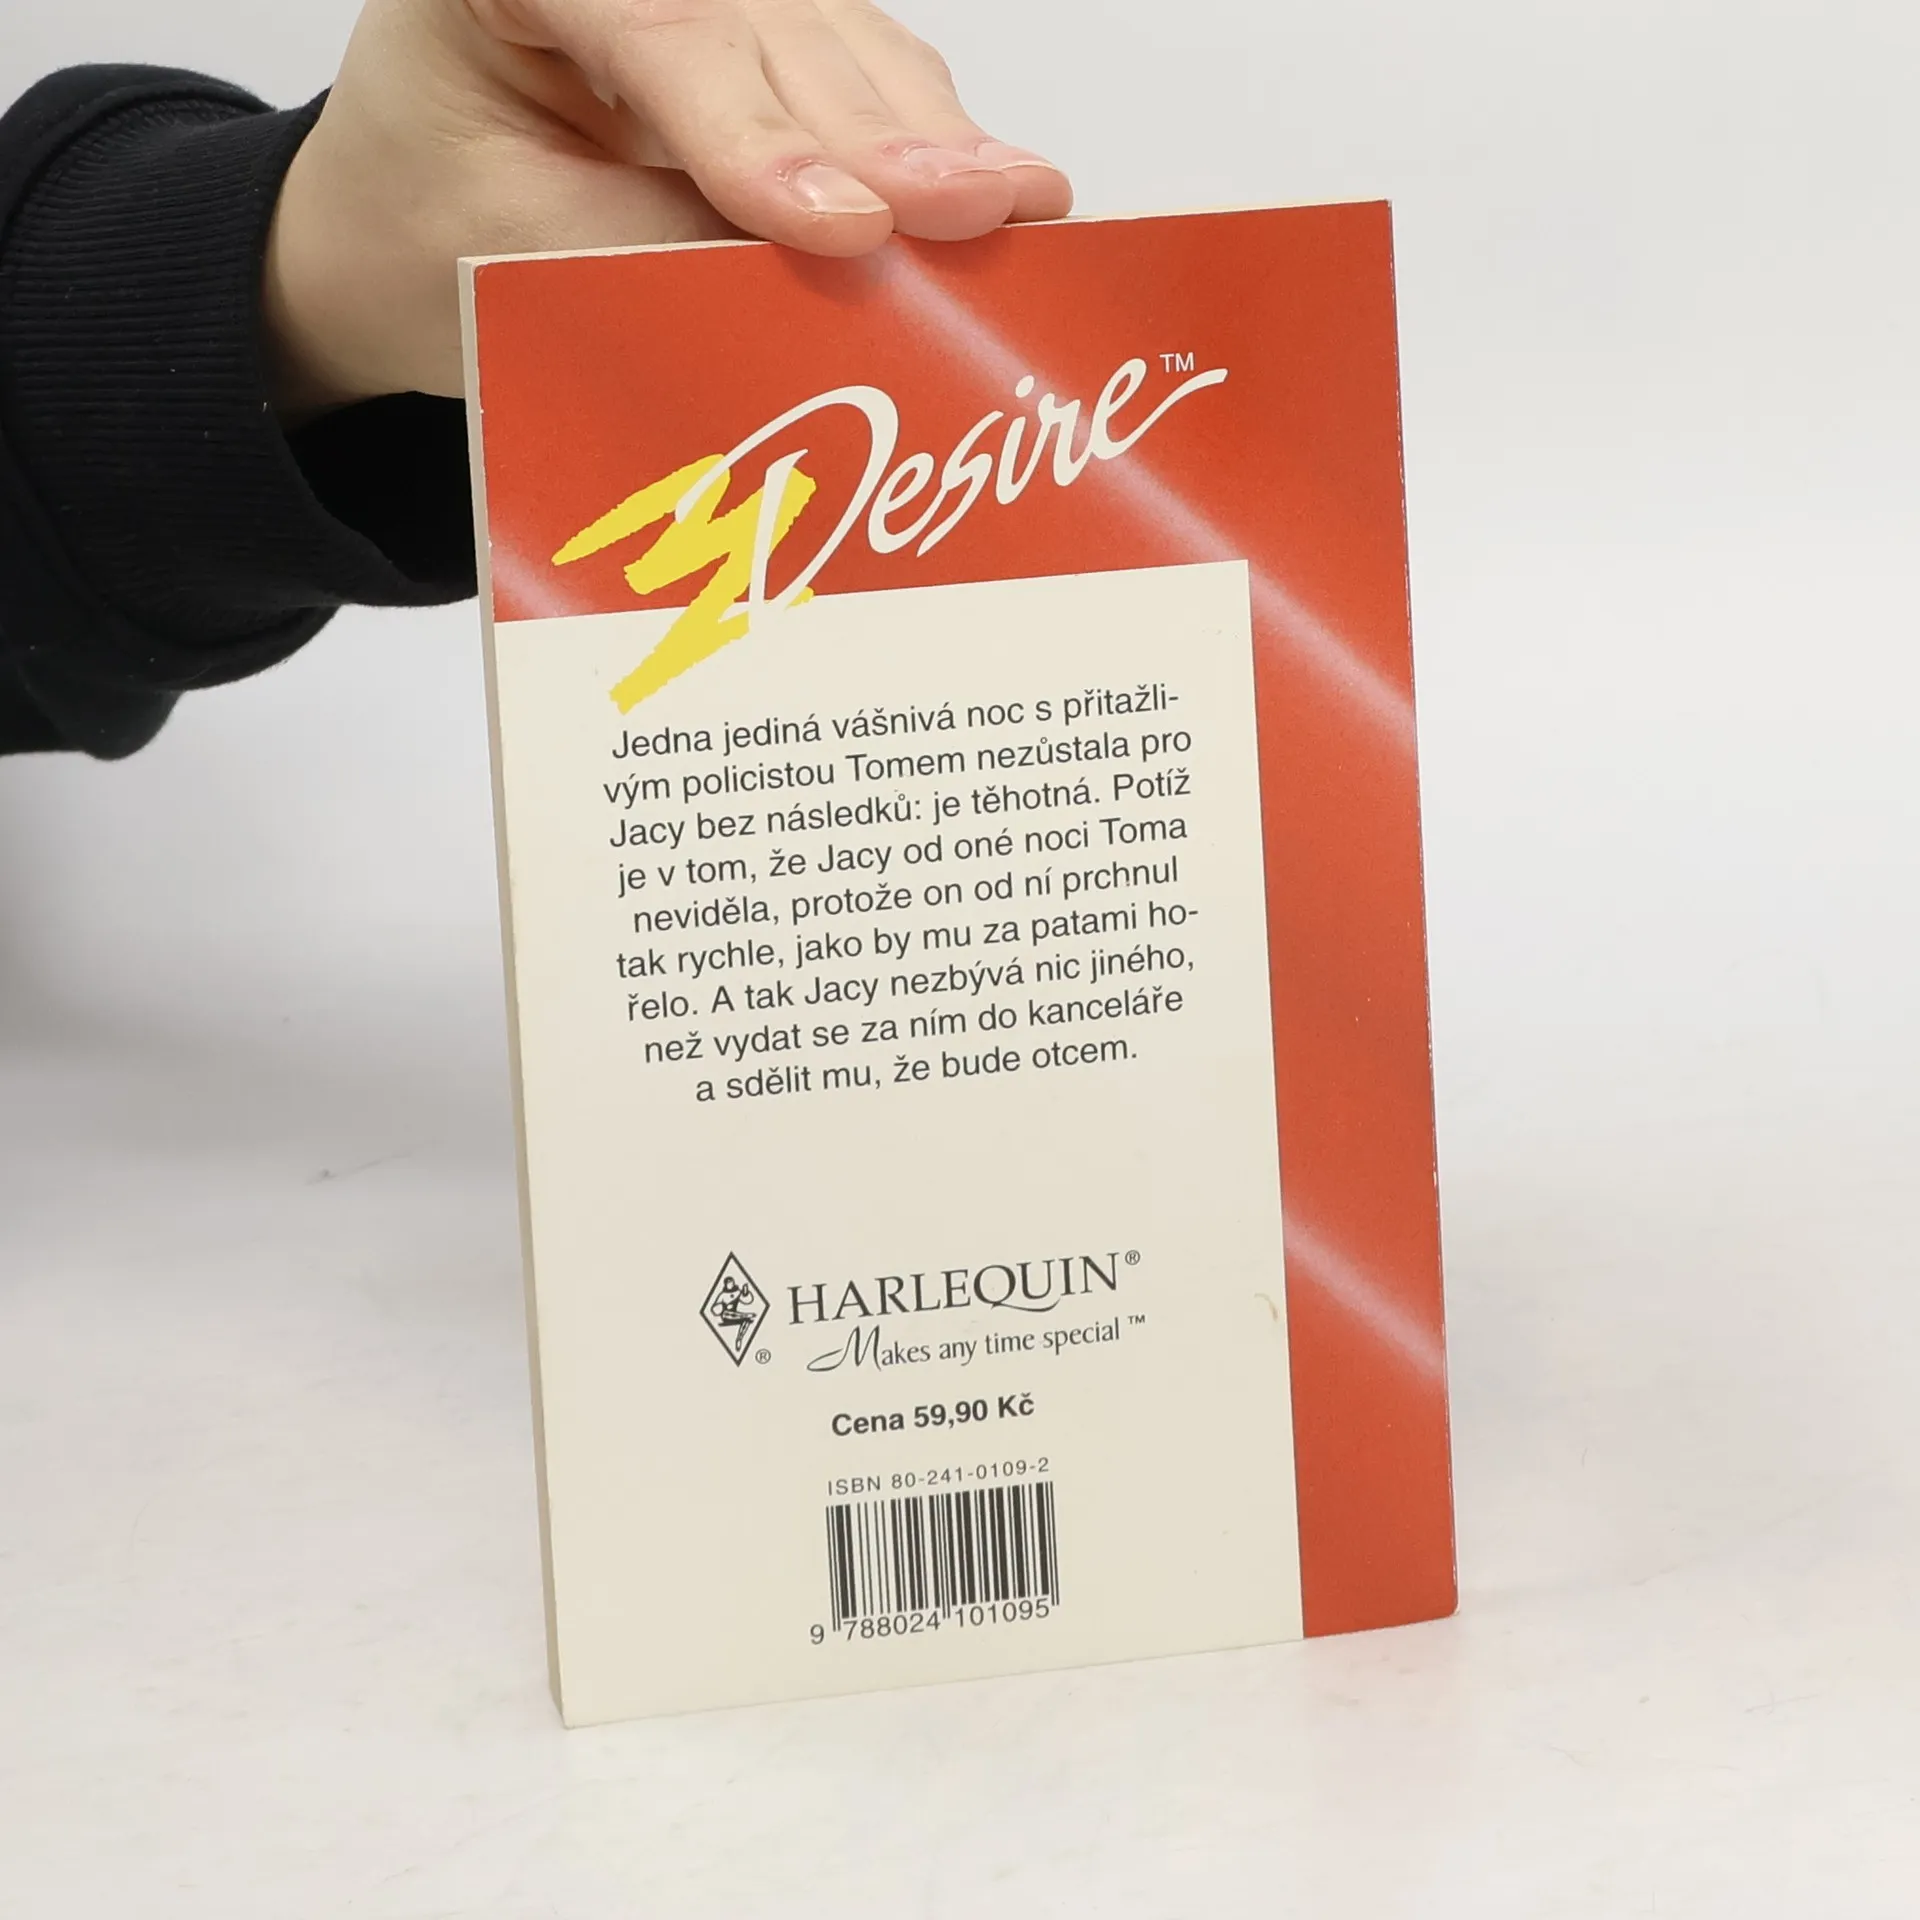 Desire™
Jedna jediná vášnivá noc s přitažli-
vým policistou Tomem nezůstala pro
Jacy bez následků: je těhotná. Potíž
je v tom, že Jacy od oné noci Toma
neviděla, protože on od ní prchnul
tak rychle, jako by mu za patami ho-
řelo. A tak Jacy nezbývá nic jiného,
než vydat se za ním do kanceláře
a sdělit mu, že bude otcem.
HARLEQUIN®
®
Makes any time special™
Cena 59,90 Kč
ISBN 80-241-0109-2
9 788024 101095